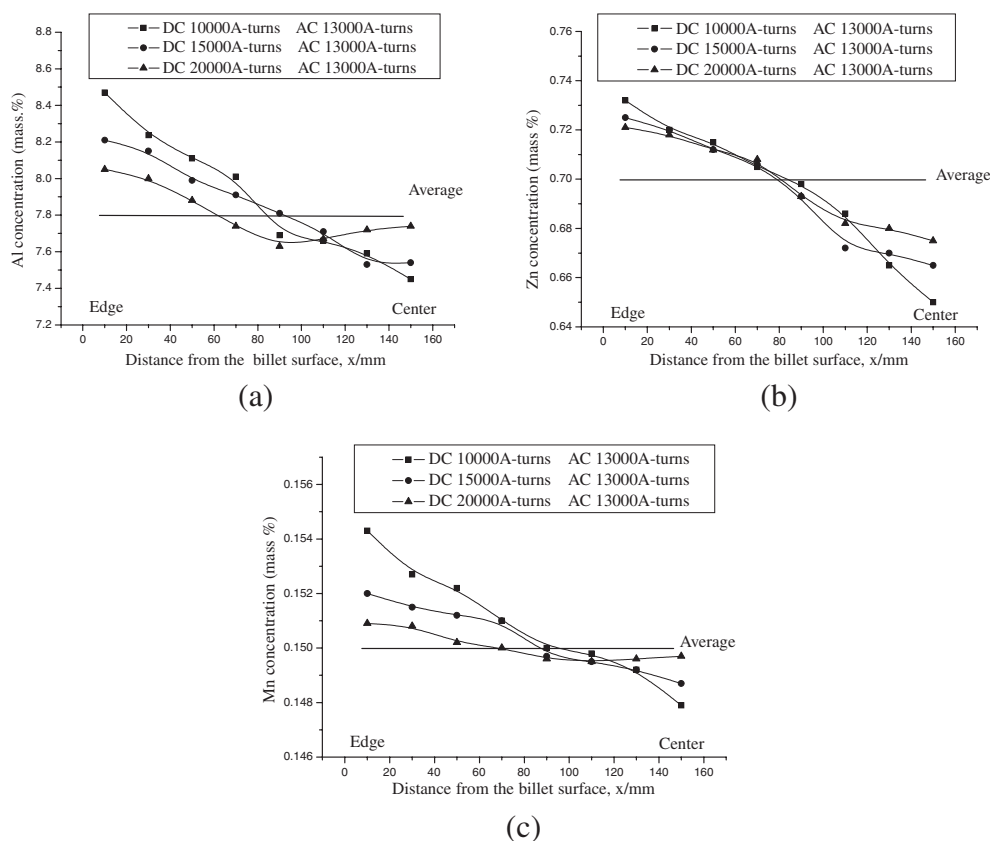 DC 10000A-turns AC 13000A-turns
DC 15000A-turns AC 13000A-turns
DC 20000A-turns AC 13000A-turns
8.8
8.6
8.4
8.2
8.0
7.8
7.6
7.4
7.2
Al concentration (mass.%)
Average
Edge
Center
0 20 40 60 80 100 120 140 160
Distance from the billet surface, x/mm
(a)
DC 10000A-turns AC 13000A-turns
DC 15000A-turns AC 13000A-turns
DC 20000A-turns AC 13000A-turns
0.76
0.74
0.72
0.70
0.68
0.66
0.64
Zn concentration (mass %)
Average
Edge
Center
0 20 40 60 80 100 120 140 160
Distance from the billet surface, x/mm
(b)
DC 10000A-turns AC 13000A-turns
DC 15000A-turns AC 13000A-turns
DC 20000A-turns AC 13000A-turns
0.156
0.154
0.152
0.150
0.148
0.146
Mn concentration (mass %)
Average
Edge
Center
0 20 40 60 80 100 120 140 160
Distance from the billet surface, x/mm
(c)